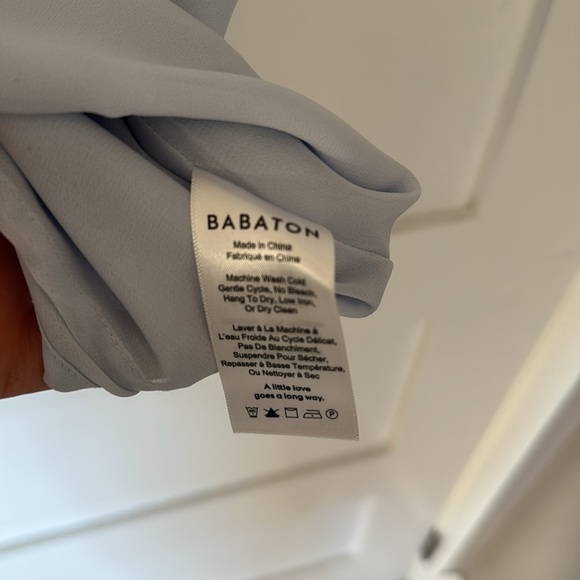 BABATON
Made in China
Fabriqué en Chine
Machine Wash Cold
Gentle Cycle, No Bleach,
Hang To Dry, Low Iron,
Or Dry Clean
Laver à La Machine à
L'eau Froide Au Cycle Délicat,
Pas De Blanchiment,
Suspendre Pour Sécher,
Repasser à Basse Température,
Ou Nettoyer à Sec
A little love
goes a long way.
P